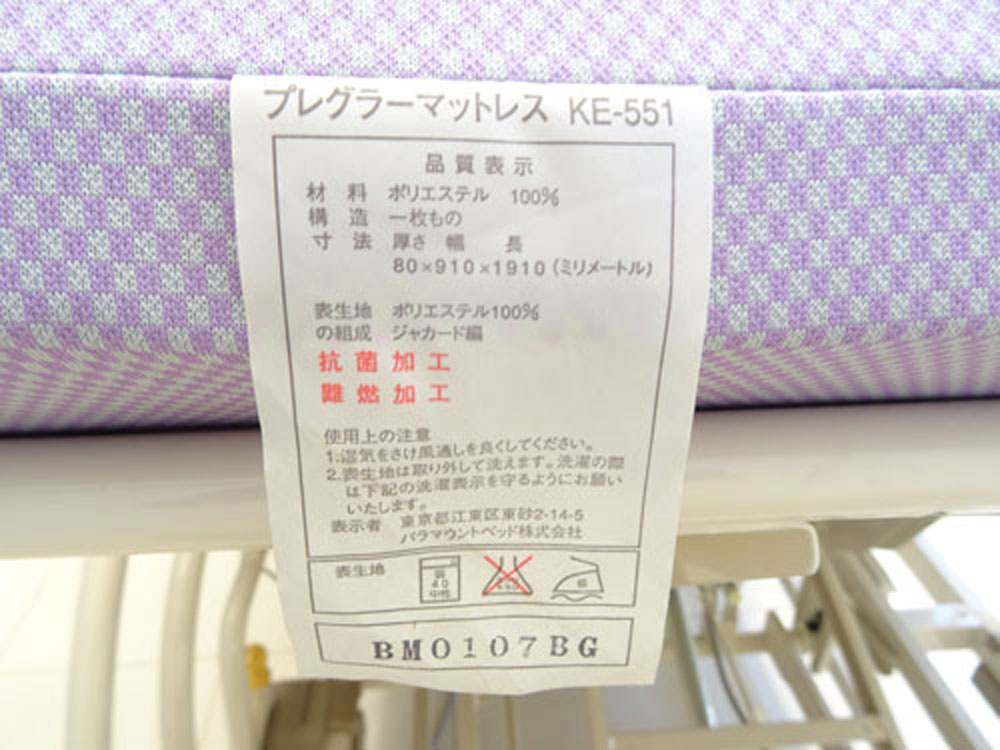 プレグラーマットレス KE-551
品質表示
材 料 ポリエステル 100%
構 造 一枚もの
寸 法 厚さ 幅 長
80×910×1910(ミリメートル)
表生地 ポリエステル100%
の組成 ジャカード編
抗菌加工
難燃加工
使用上の注意
1.湿気をさけ風通しを良くしてください。
2.表生地は取り外して洗えます。洗濯の際
は下記の洗濯表示を守るようにお願い
いたします。
表示者 東京都江東区東砂2-14-5
パラマウントベッド株式会社
表生地 弱 40 中性 低
BM0107BG